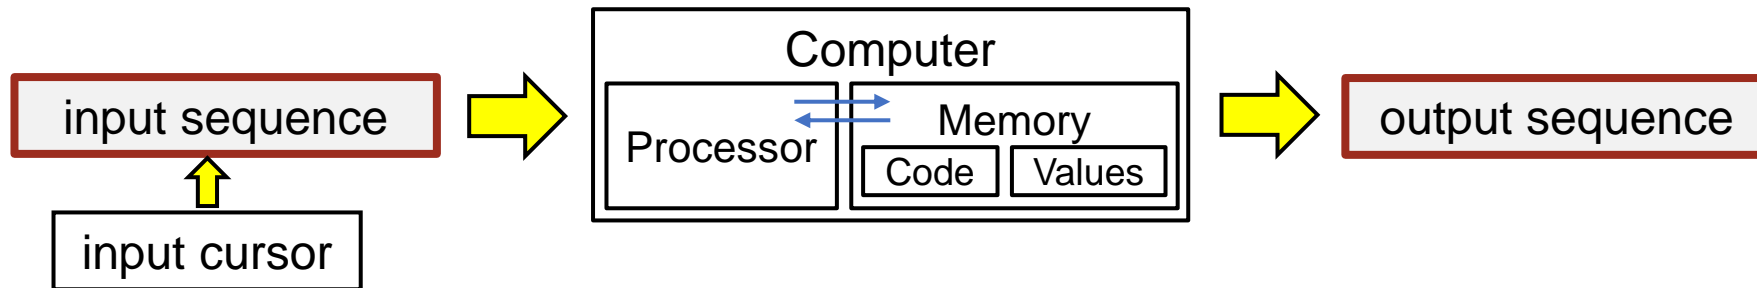 Computer
input sequence
Processor
Memory
Code
Values
output sequence
input cursor